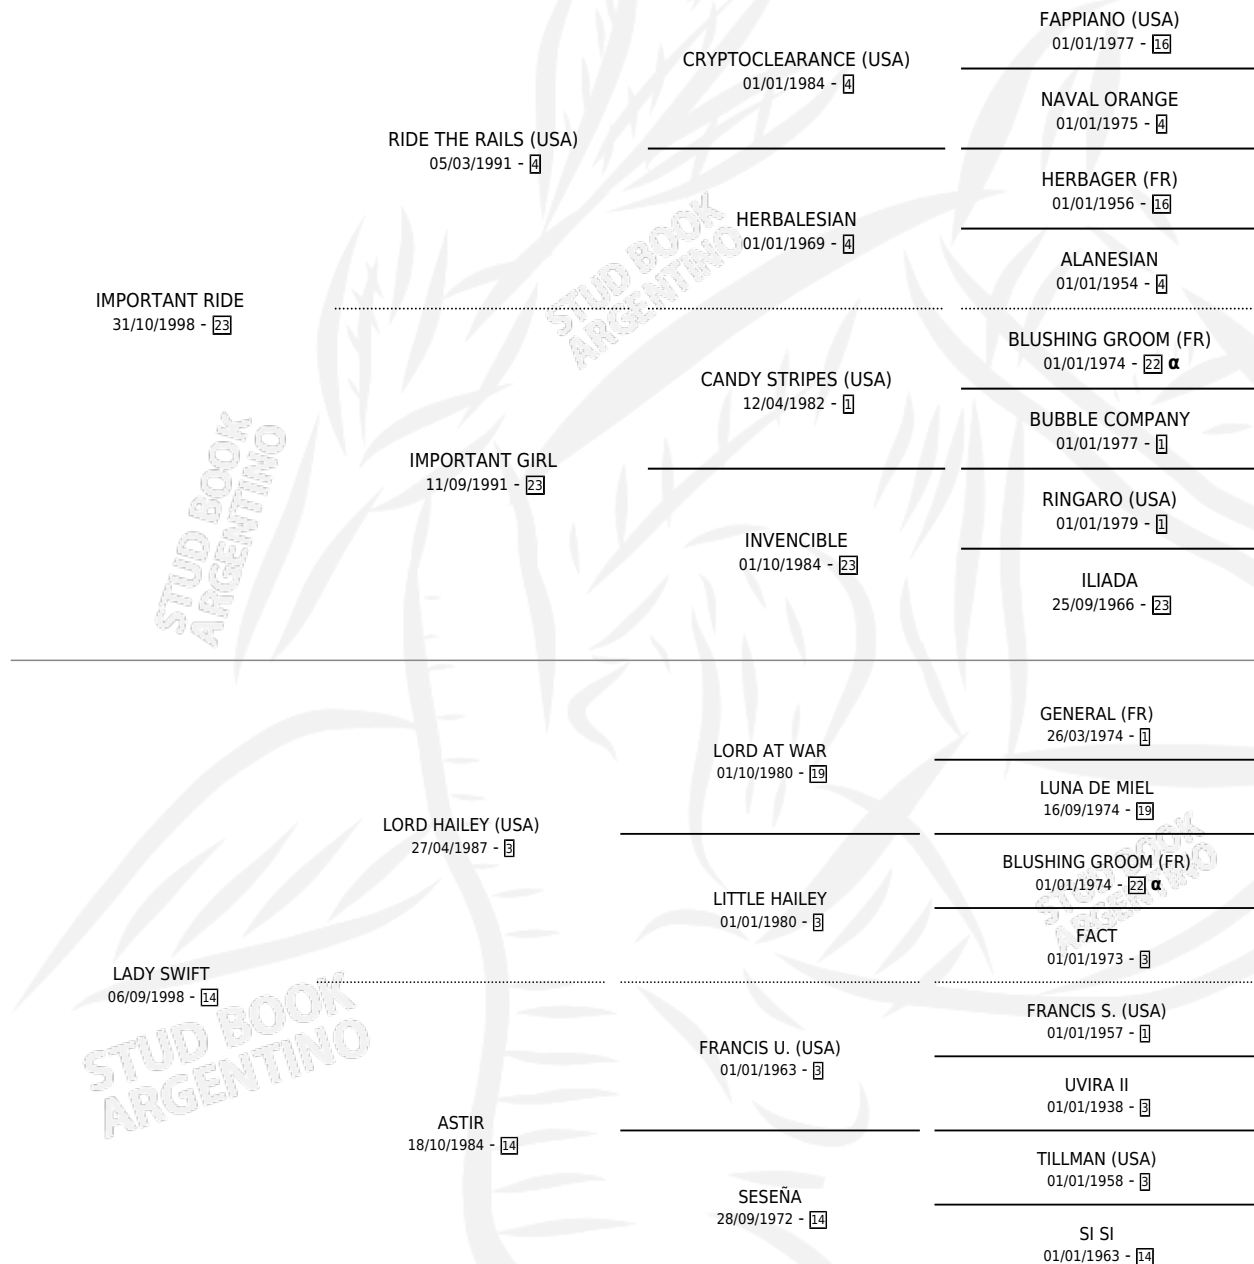 FAPPIANO (USA)
01/01/1977 - 16
CRYPTOCLEARANCE (USA)
01/01/1984 - 4
NAVAL ORANGE
01/01/1975 - 4
RIDE THE RAILS (USA)
05/03/1991 - 4
HERBAGER (FR)
01/01/1956 - 16
HERBALESIAN
01/01/1969 - 4
ALANESIAN
01/01/1954 - 4
IMPORTANT RIDE
31/10/1998 - 23
BLUSHING GROOM (FR)
01/01/1974 - 22 α
CANDY STRIPES (USA)
12/04/1982 - 1
BUBBLE COMPANY
01/01/1977 - 1
IMPORTANT GIRL
11/09/1991 - 23
RINGARO (USA)
01/01/1979 - 1
INVENCIBLE
01/10/1984 - 23
ILIADA
25/09/1966 - 23
GENERAL (FR)
26/03/1974 - 1
LORD AT WAR
01/10/1980 - 19
LUNA DE MIEL
16/09/1974 - 19
LORD HAILEY (USA)
27/04/1987 - 3
BLUSHING GROOM (FR)
01/01/1974 - 22 α
LITTLE HAILEY
01/01/1980 - 3
FACT
01/01/1973 - 3
LADY SWIFT
06/09/1998 - 14
FRANCIS S. (USA)
01/01/1957 - 1
FRANCIS U. (USA)
01/01/1963 - 3
UVIRA II
01/01/1938 - 3
ASTIR
18/10/1984 - 14
TILLMAN (USA)
01/01/1958 - 3
SESEÑA
28/09/1972 - 14
SI SI
01/01/1963 - 14
STUD BOOK
ARGENTINO
STUD BOOK
ARGENTINO
STUD BOOK
ARGENTINO
STUD BOOK
ARGENTINO